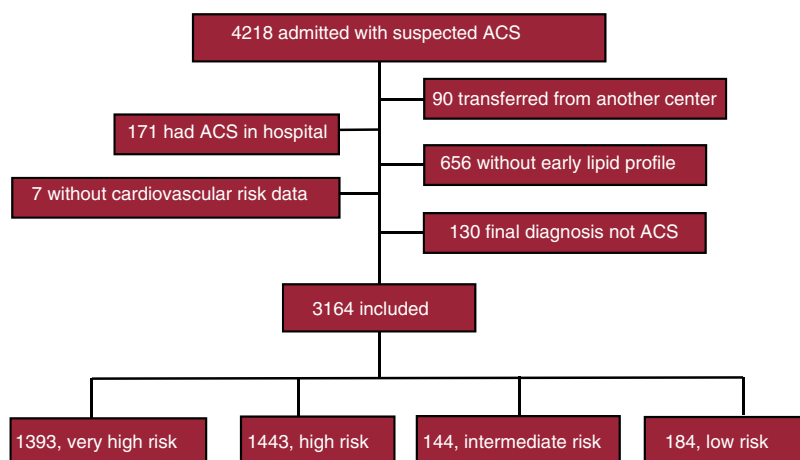 4218 admitted with suspected ACS
90 transferred from another center
171 had ACS in hospital
656 without early lipid profile
7 without cardiovascular risk data
130 final diagnosis not ACS
3164 included
1393, very high risk
1443, high risk
144, intermediate risk
184, low risk